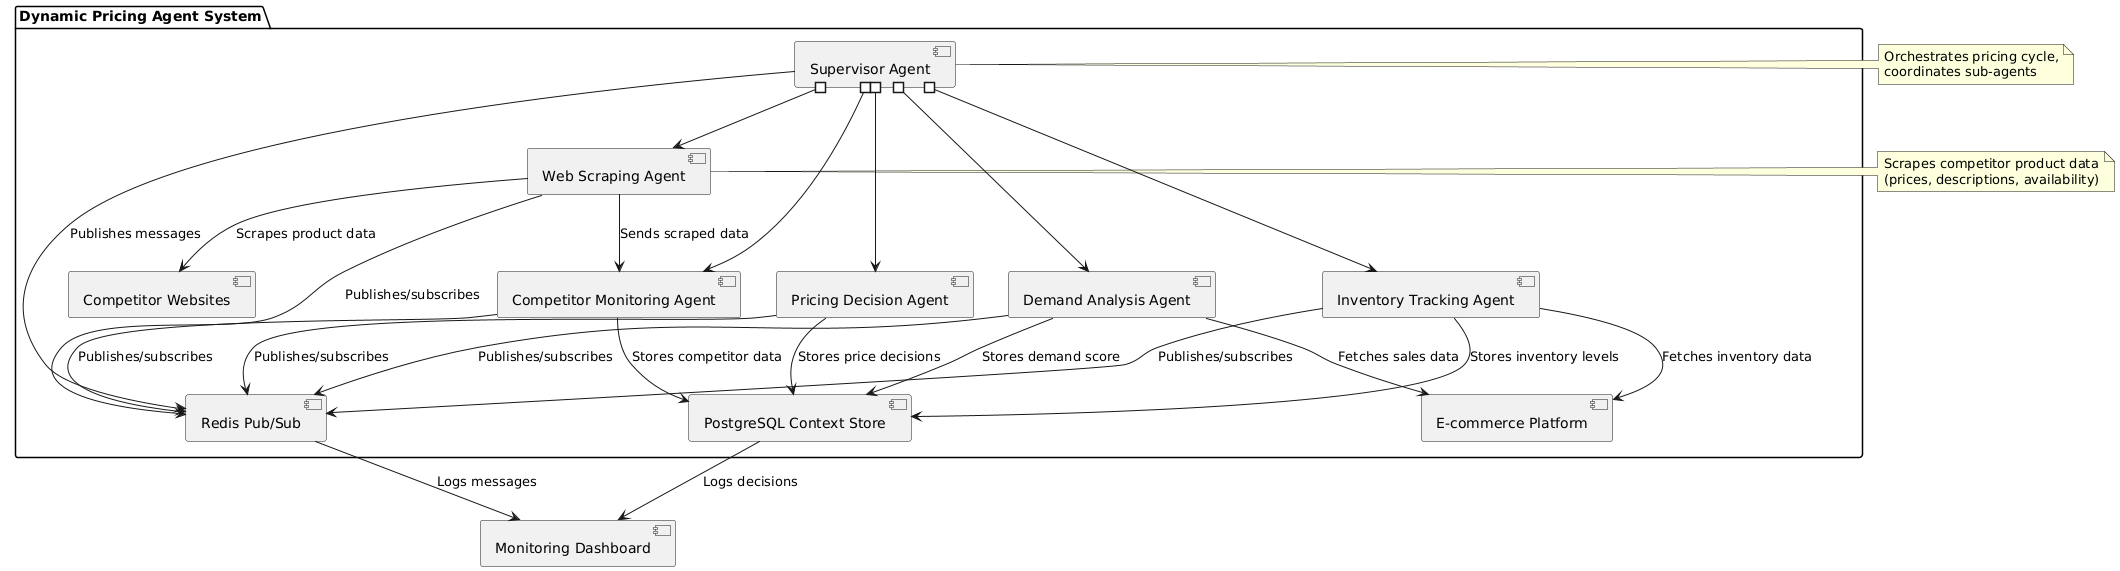 Dynamic Pricing Agent System
Supervisor Agent
Orchestrates pricing cycle,
coordinates sub-agents
Web Scraping Agent
Scrapes competitor product data
(prices, descriptions, availability)
Publishes messages
Scrapes product data
Sends scraped data
Competitor Websites
Publishes/subscribes
Competitor Monitoring Agent
Pricing Decision Agent
Demand Analysis Agent
Inventory Tracking Agent
Publishes/subscribes
Publishes/subscribes
Publishes/subscribes
Stores competitor data
Stores price decisions
Stores demand score
Publishes/subscribes
Fetches sales data
Stores inventory levels
Fetches inventory data
Redis Pub/Sub
PostgreSQL Context Store
E-commerce Platform
Logs messages
Logs decisions
Monitoring Dashboard